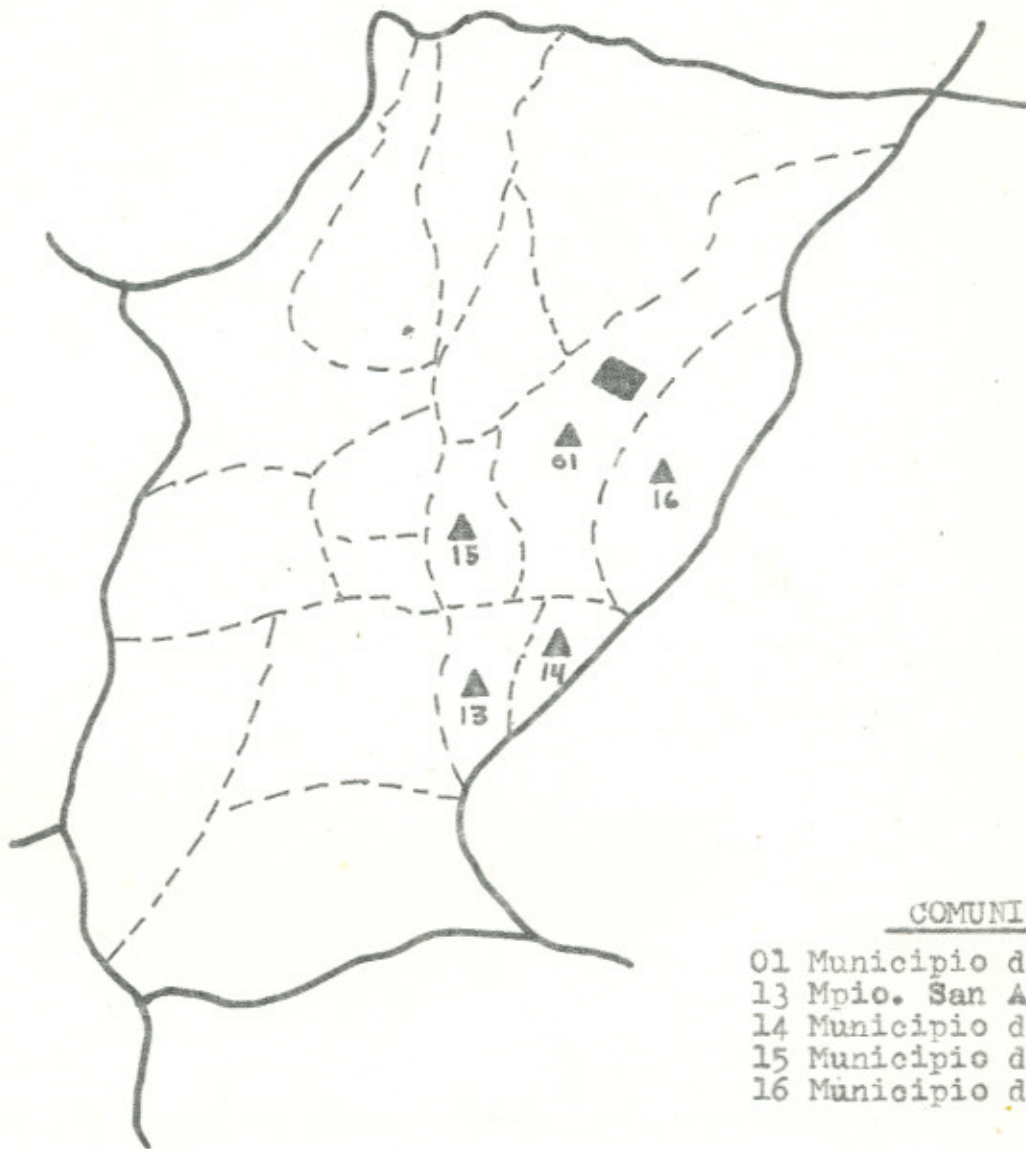 01
16
15
14
13
COMUNI
01 Municipio d
13 Mpio. San A
14 Municipio d
15 Municipio d
16 Municipio d